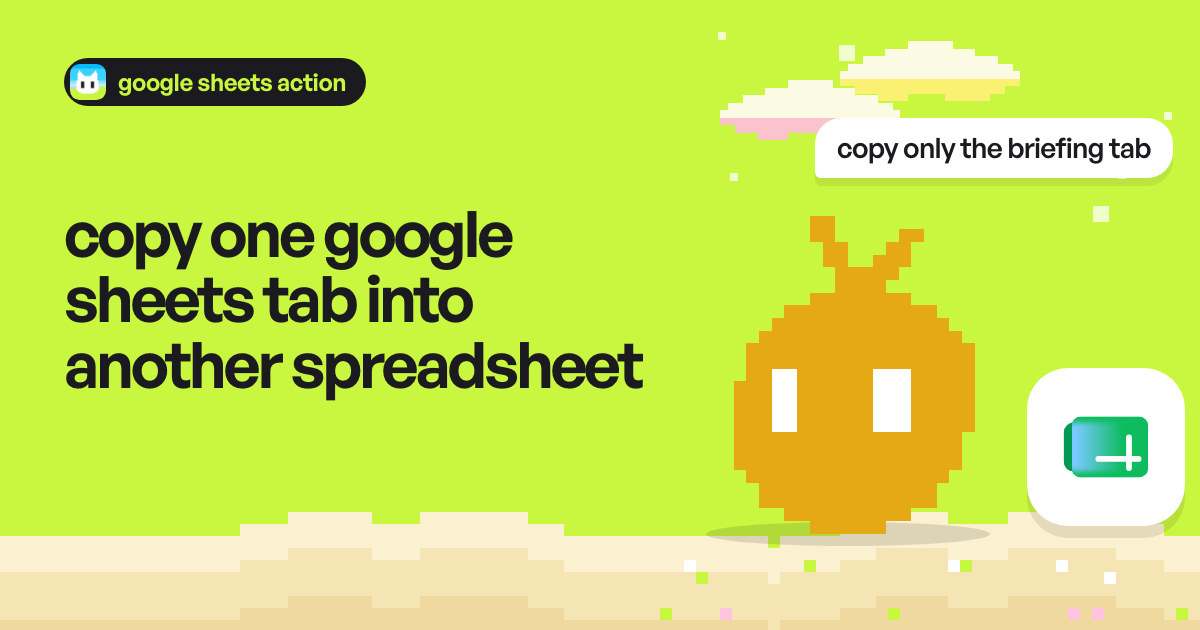 google sheets action
copy only the briefing tab
copy one google
sheets tab into
another spreadsheet